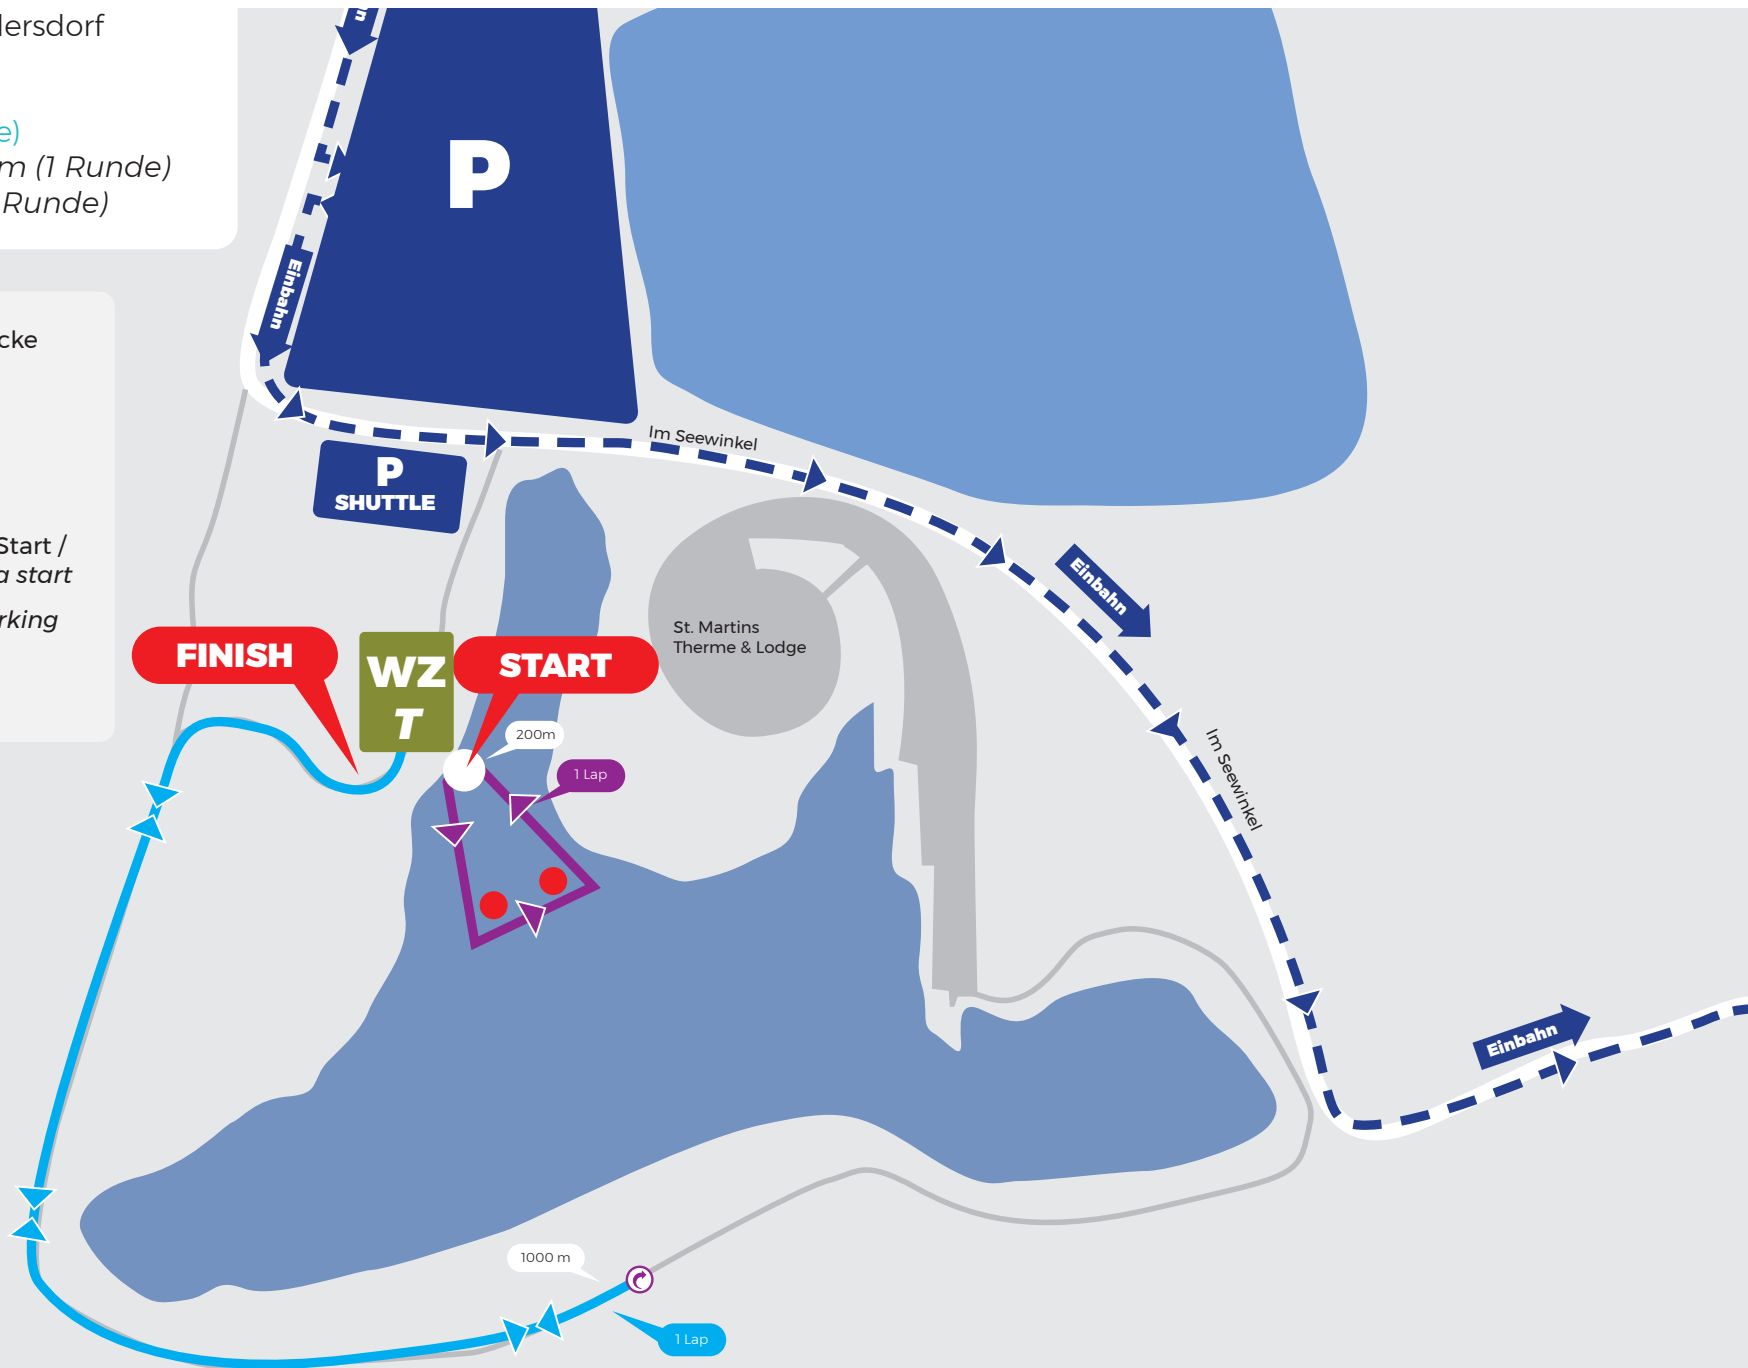 lersdorf
e)
m (1 Runde)
Runde)
cke
Start /
a start
rking
n
P
Einbahn
P
SHUTTLE
Im Seewinkel
Einbahn
St. Martins
Therme & Lodge
FINISH
WZ
T
START
200m
1 Lap
Im Seewinkel
Einbahn
1000 m
1 Lap